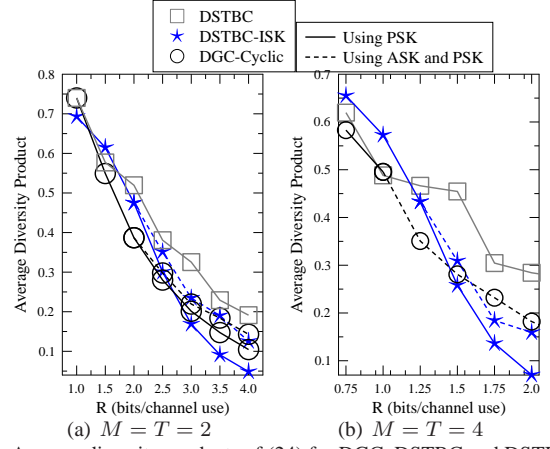 DSTBC
DSTBC-ISK
DGC-Cyclic
Using PSK
Using ASK and PSK
Average Diversity Product
0.8
0.7
0.6
0.5
0.4
0.3
0.2
0.1
1.0 1.5 2.0 2.5 3.0 3.5 4.0
R (bits/channel use)
(a) M = T = 2
Average Diversity Product
0.7
0.6
0.5
0.4
0.3
0.2
0.1
0.75 1.0 1.25 1.5 1.75 2.0
R (bits/channel use)
(b) M = T = 4